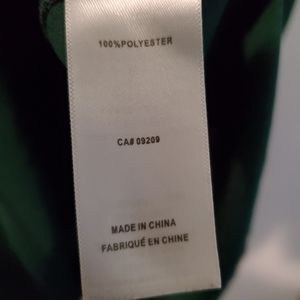 100%POLYESTER
CA# 09209
MADE IN CHINA
FABRIQUÉ EN CHINE